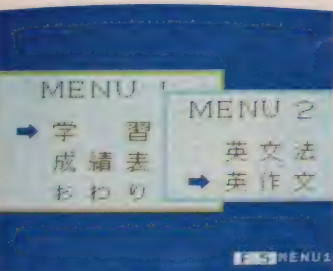 MENU 1
➡ 学 習
成 績 表
おわり
MENU 2
英 文 法
➡ 英 作 文
F5 MENU1